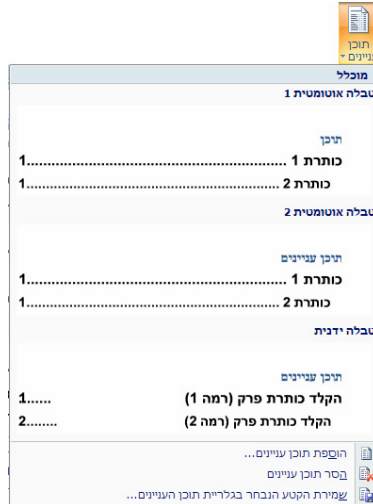 תוכן
עניינים
מוכלל
טבלה אוטומטית 1
תוכן
כותרת 1 ............................................................1
כותרת 2 ..........................................................1
טבלה אוטומטית 2
תוכן עניינים
כותרת 1 ............................................................1
כותרת 2 ..........................................................1
טבלה ידנית
תוכן עניינים
הקלד כותרת פרק (רמה 1) ......1
הקלד כותרת פרק (רמה 2) ........2
הוספת תוכן עניינים...
הסר תוכן עניינים
שמירת הקטע הנבחר בגלריית תוכן העניינים...